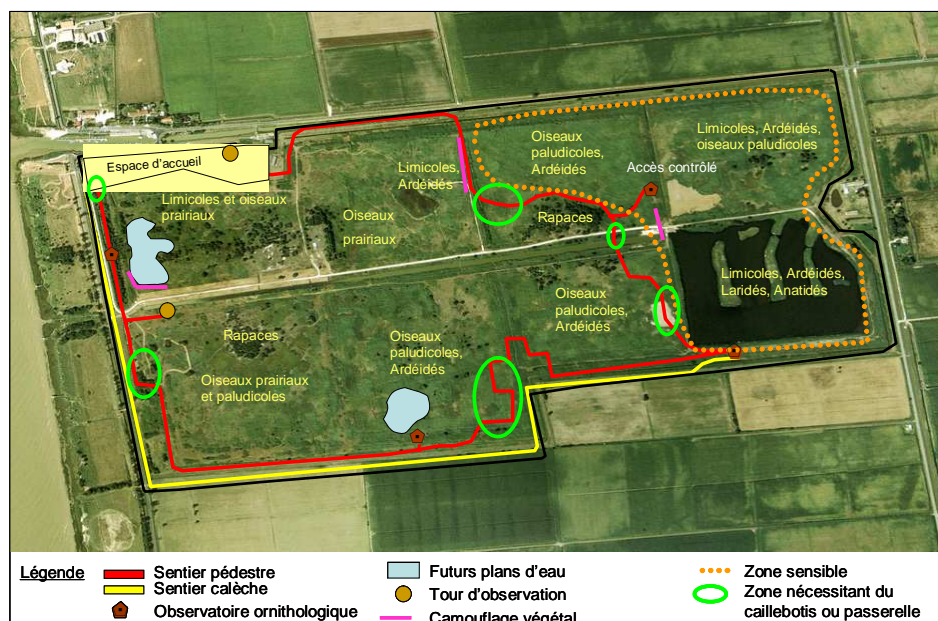 Espace d'accueil
Limicoles et oiseaux
prairiaux
Oiseaux
prairiaux
Limicoles,
Ardéidés
Oiseaux
paludicoles,
Ardéidés
Limicoles, Ardéidés,
oiseaux paludicoles
Accès contrôlé
Rapaces
Limicoles, Ardéidés,
Laridés, Anatidés
Oiseaux
paludicoles,
Ardéidés
Rapaces
Oiseaux
paludicoles,
Ardéidés
Oiseaux prairiaux
et paludicoles
Légende
Sentier pédestre
Sentier calèche
Observatoire ornithologique
Futurs plans d'eau
Tour d'observation
Camouflage végétal
Zone sensible
Zone nécessitant du
caillebotis ou passerelle